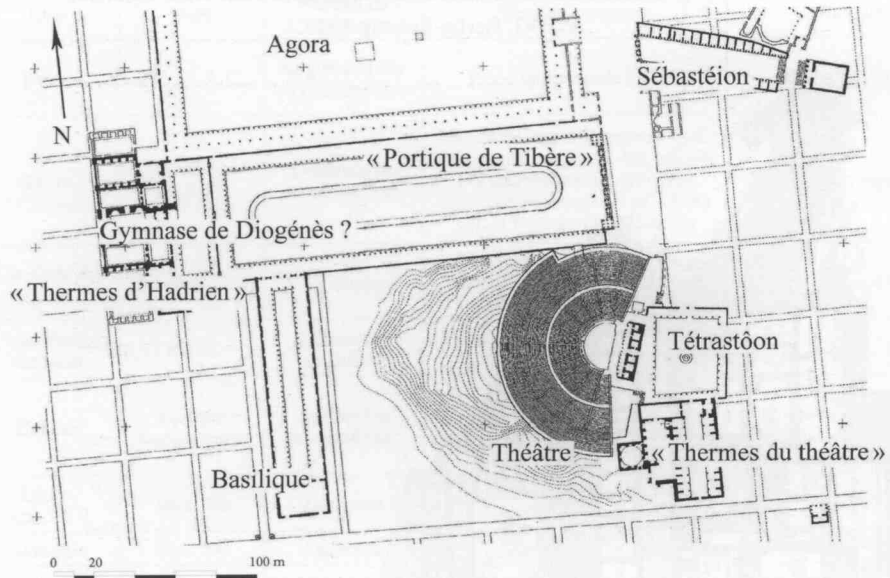 Agora
Sébastéion
N
« Portique de Tibère »
Gymnase de Diogénès ?
« Thermes d'Hadrien »
Tétrastôon
Théâtre
« Thermes du théâtre »
Basilique
0 20 100 m